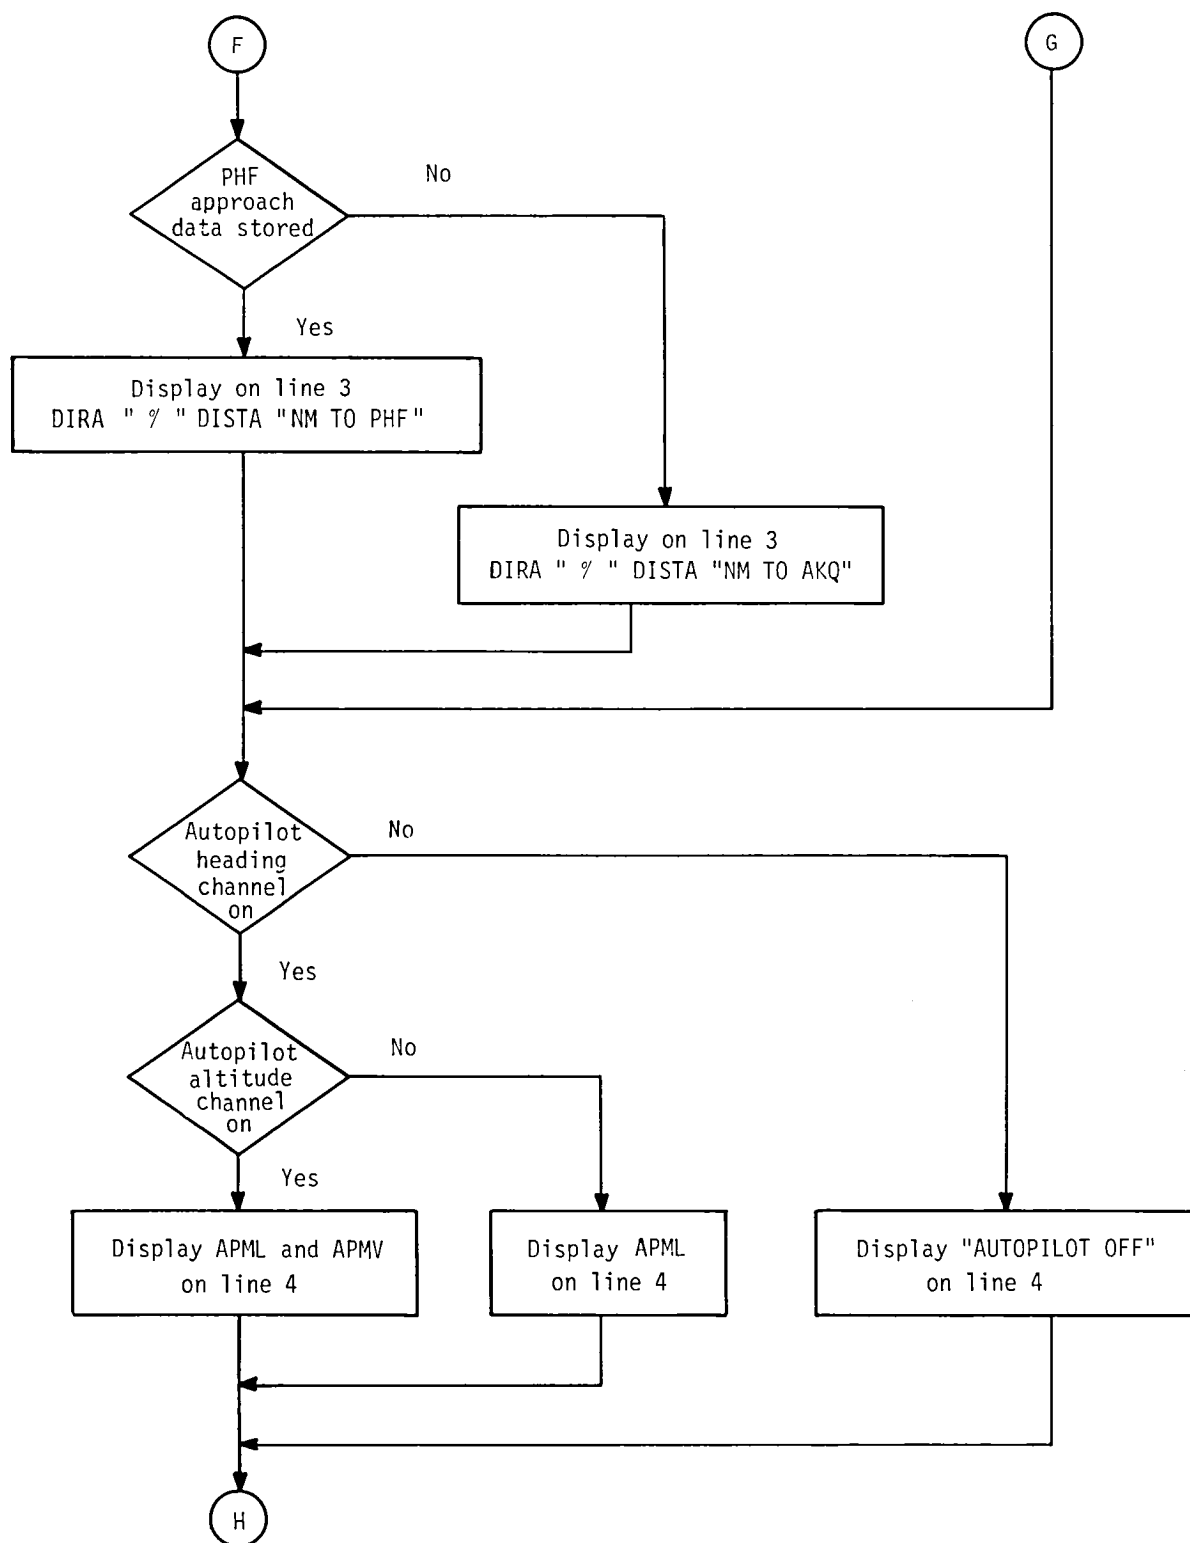 F
G
PHF
approach
data stored
No
Yes
Display on line 3
DIRA " % " DISTA "NM TO PHF"
Display on line 3
DIRA " % " DISTA "NM TO AKQ"
Autopilot
heading
channel
on
No
Yes
Autopilot
altitude
channel
on
No
Yes
Display APML and APMV
on line 4
Display APML
on line 4
Display "AUTOPILOT OFF"
on line 4
H